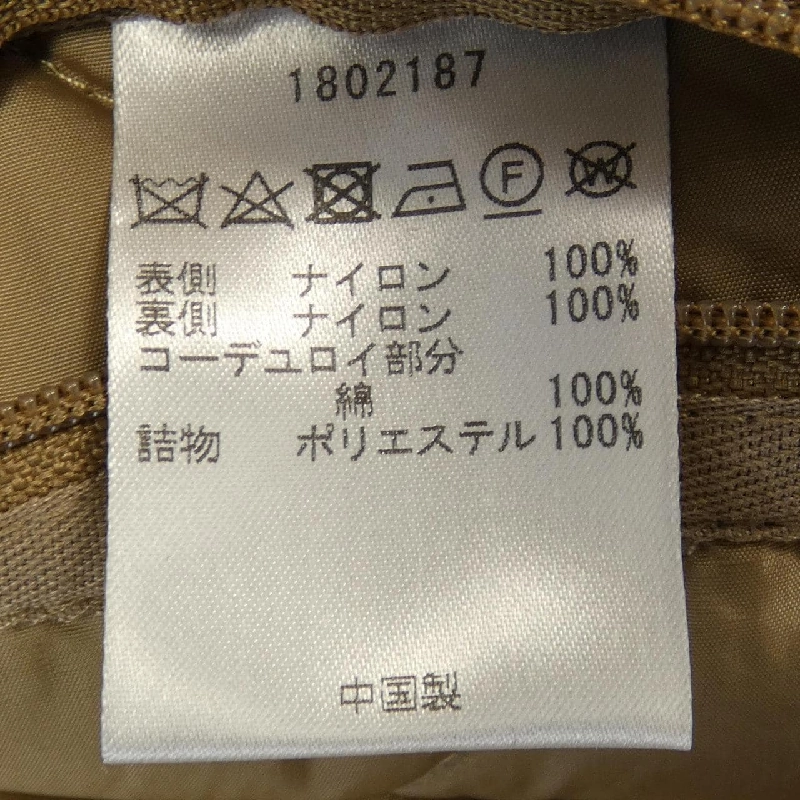 1802187
F W
表側 ナイロン 100%
裏側 ナイロン 100%
コーデュロイ部分
綿 100%
詰物 ポリエステル 100%
中国製